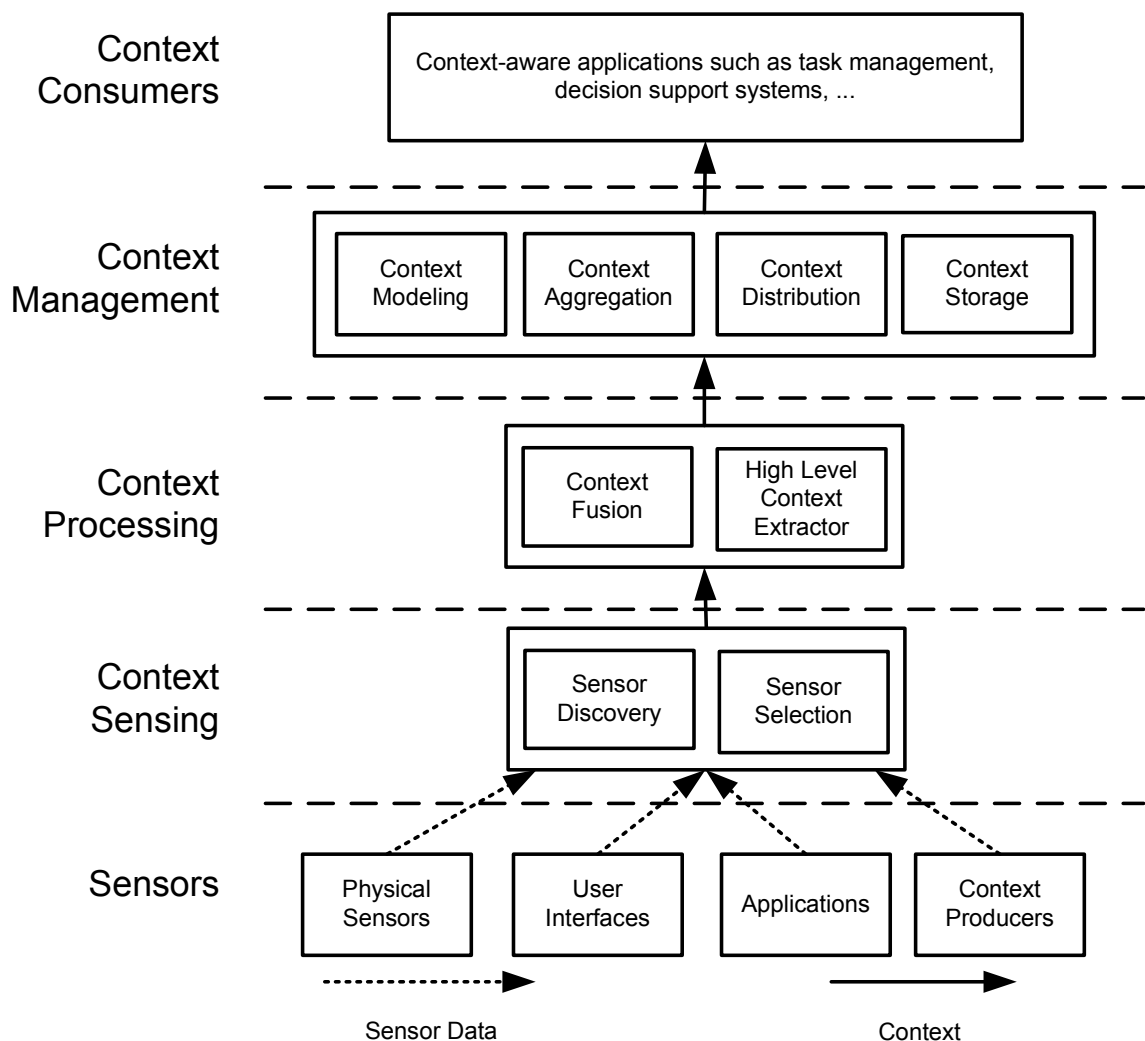 Context
Consumers
Context-aware applications such as task management,
decision support systems, ...
Context
Management
Context
Modeling
Context
Aggregation
Context
Distribution
Context
Storage
Context
Processing
Context
Fusion
High Level
Context
Extractor
Context
Sensing
Sensor
Discovery
Sensor
Selection
Sensors
Physical
Sensors
User
Interfaces
Applications
Context
Producers
Sensor Data
Context